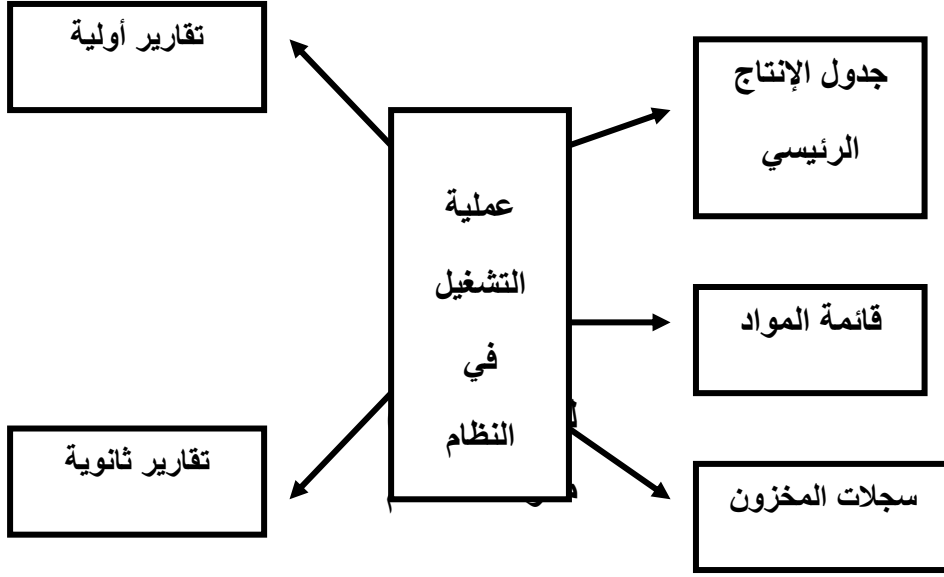 تقارير أولية
جدول الإنتاج
الرئيسي
عملية
التشغيل
في
النظام
قائمة المواد
تقارير ثانوية
سجلات المخزون